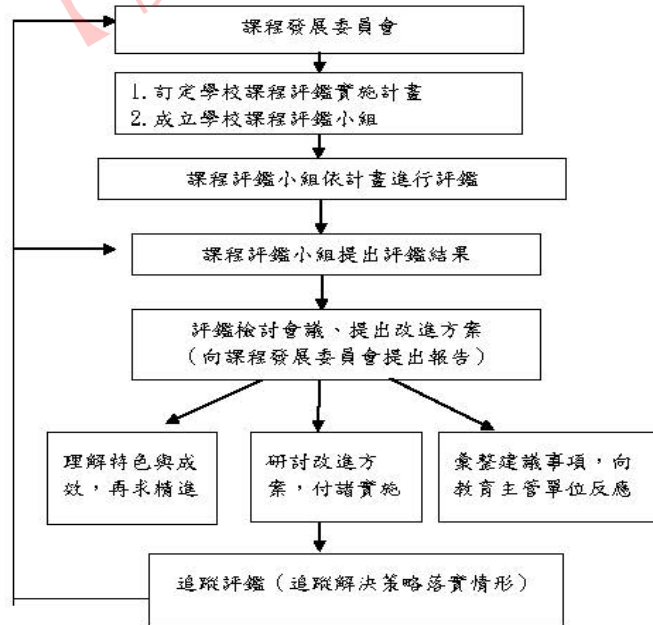 課程發展委員會
1.訂定學校課程評鑑實施計畫
2.成立學校課程評鑑小組
課程評鑑小組依計畫進行評鑑
課程評鑑小組提出評鑑結果
評鑑檢討會議、提出改進方案
（向課程發展委員會提出報告）
理解特色與成
效，再求精進
研討改進方
案，付諸實施
彙整建議事項，向
教育主管單位反應
追蹤評鑑（追蹤解決策略落實情形）